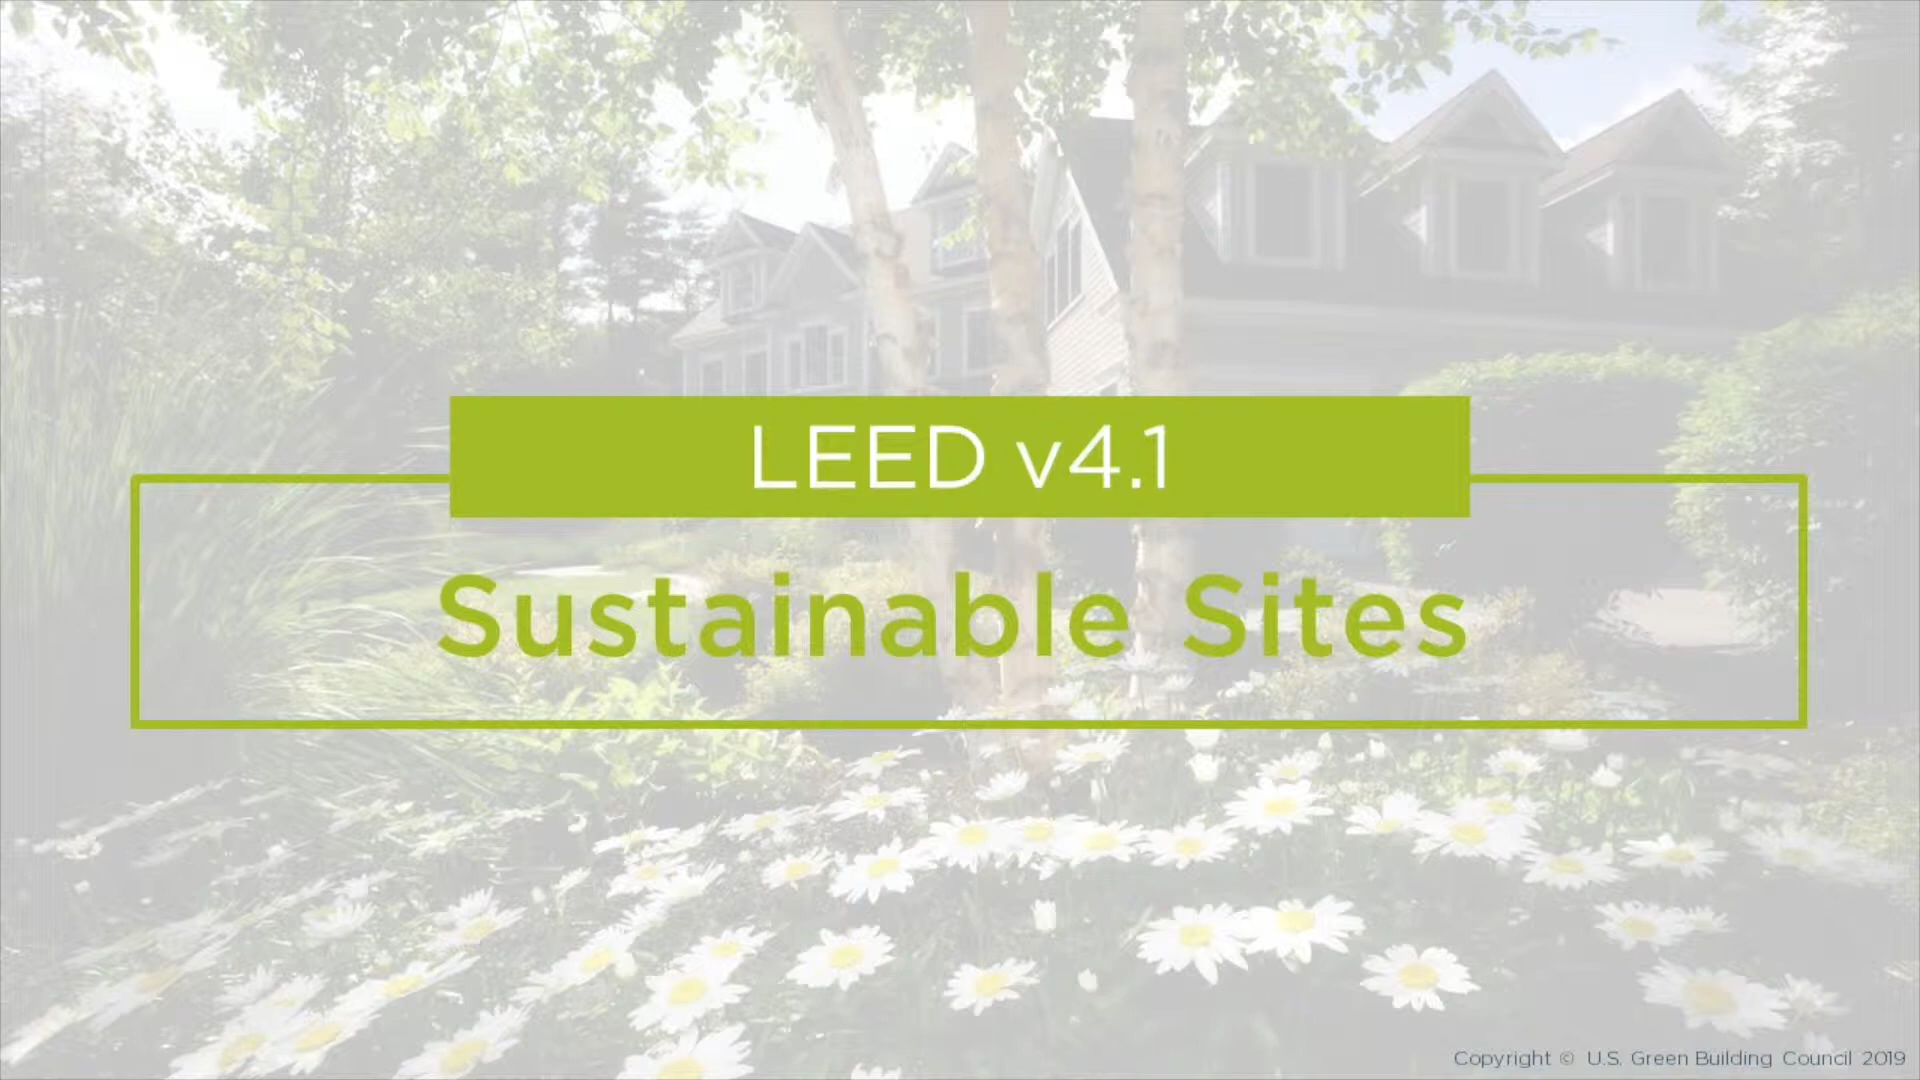 LEED v4.1
Sustainable Sites
Copyright © U.S. Green Building Council 2019